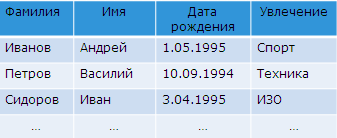 Фамилия Имя Дата рождения Увлечение
Иванов Андрей 1.05.1995 Спорт
Петров Василий 10.09.1994 Техника
Сидоров Иван 3.04.1995 ИЗО
... ... ... ...